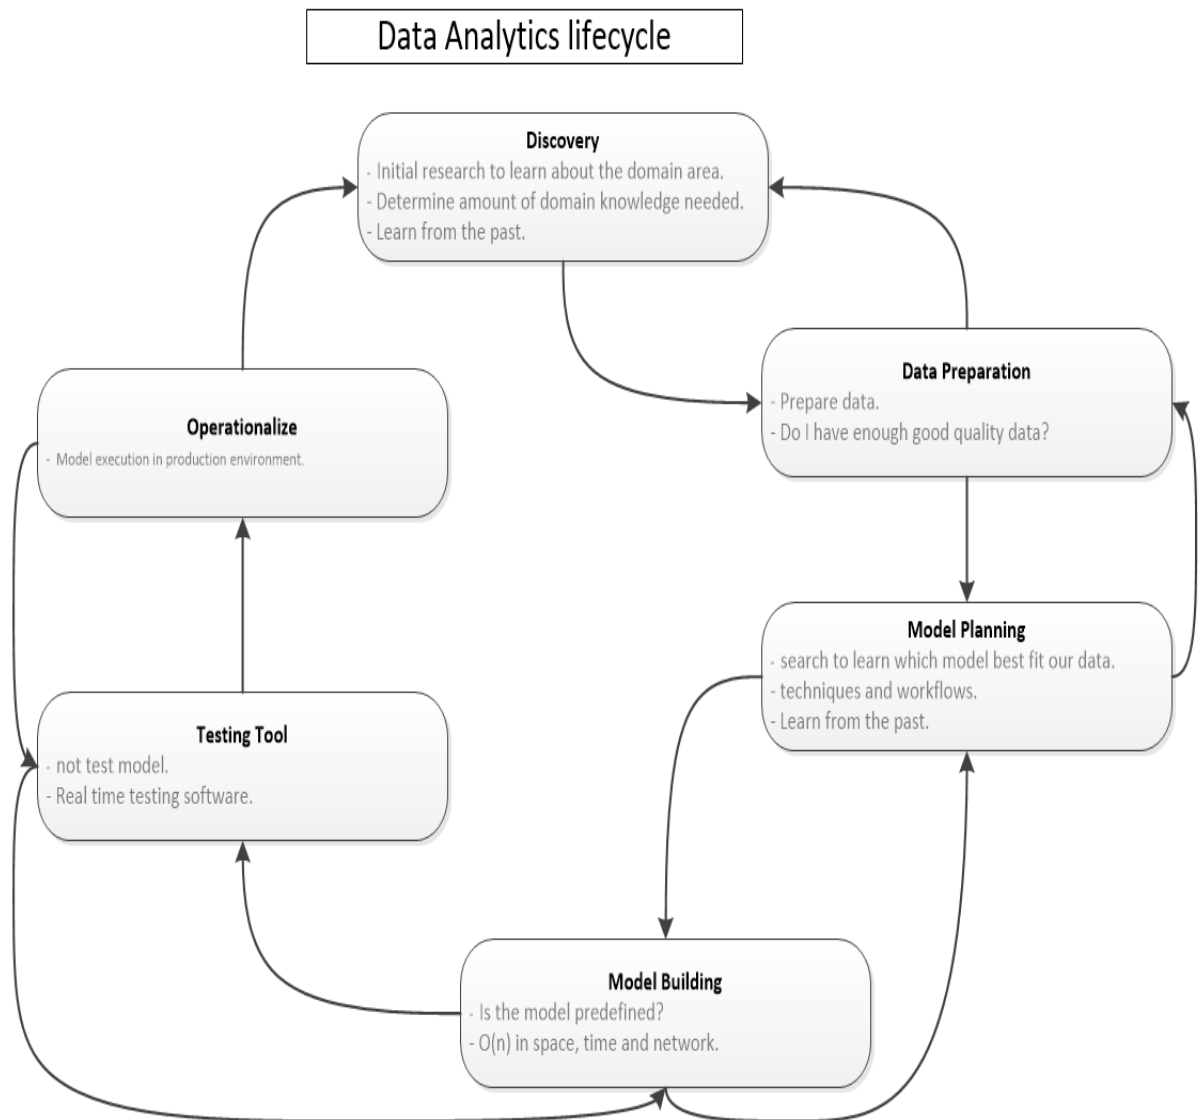 Data Analytics lifecycle
Discovery
- Initial research to learn about the domain area.
- Determine amount of domain knowledge needed.
- Learn from the past.
Data Preparation
- Prepare data.
- Do I have enough good quality data?
Operationalize
- Model execution in production environment.
Model Planning
- search to learn which model best fit our data.
- techniques and workflows.
- Learn from the past.
Testing Tool
- not test model.
- Real time testing software.
Model Building
- Is the model predefined?
- O(n) in space, time and network.